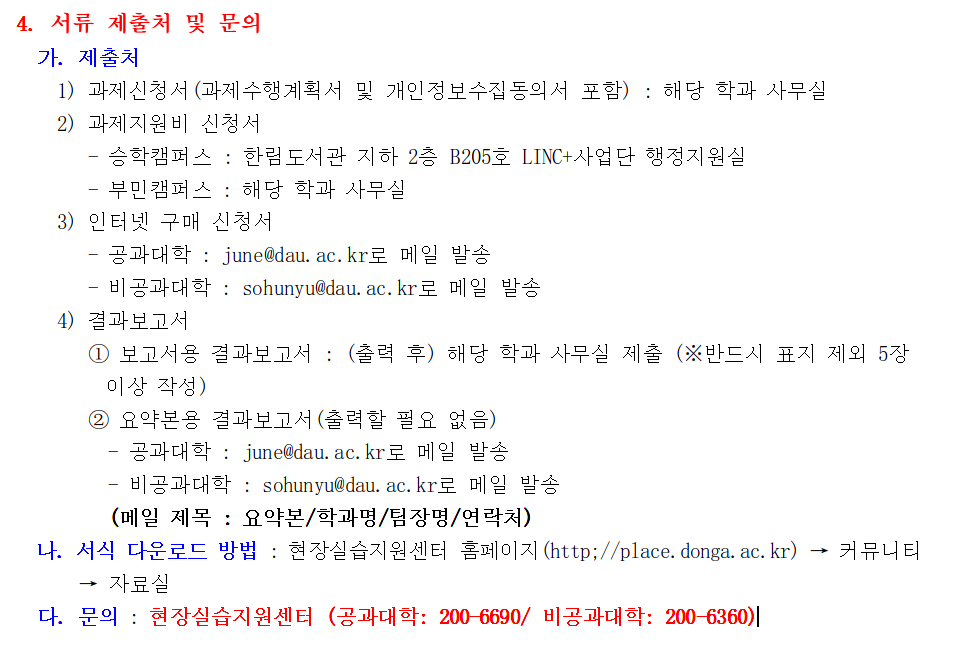 4. 서류 제출처 및 문의
가. 제출처
1) 과제신청서(과제수행계획서 및 개인정보수집동의서 포함) : 해당 학과 사무실
2) 과제지원비 신청서
- 승학캠퍼스 : 한림도서관 지하 2층 B205호 LINC+사업단 행정지원실
- 부민캠퍼스 : 해당 학과 사무실
3) 인터넷 구매 신청서
- 공과대학 : june@dau.ac.kr로 메일 발송
- 비공과대학 : sohunyu@dau.ac.kr로 메일 발송
4) 결과보고서
① 보고서용 결과보고서 : (출력 후) 해당 학과 사무실 제출 (※반드시 표지 제외 5장
이상 작성)
② 요약본용 결과보고서(출력할 필요 없음)
- 공과대학 : june@dau.ac.kr로 메일 발송
- 비공과대학 : sohunyu@dau.ac.kr로 메일 발송
(메일 제목 : 요약본/학과명/팀장명/연락처)
나. 서식 다운로드 방법 : 현장실습지원센터 홈페이지(http;//place.donga.ac.kr) → 커뮤니티
→ 자료실
다. 문의 : 현장실습지원센터 (공과대학: 200-6690/ 비공과대학: 200-6360)